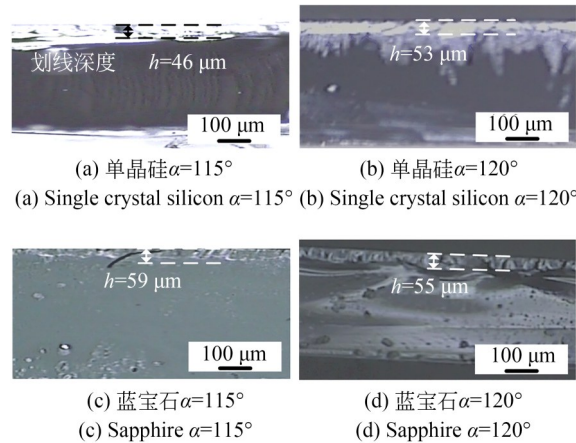 划线深度
h=46 μm
100 μm
h=53 μm
100 μm
(a) 单晶硅α=115°
(a) Single crystal silicon α=115°
(b) 单晶硅α=120°
(b) Single crystal silicon α=120°
h=59 μm
100 μm
h=55 μm
100 μm
(c) 蓝宝石α=115°
(c) Sapphire α=115°
(d) 蓝宝石α=120°
(d) Sapphire α=120°